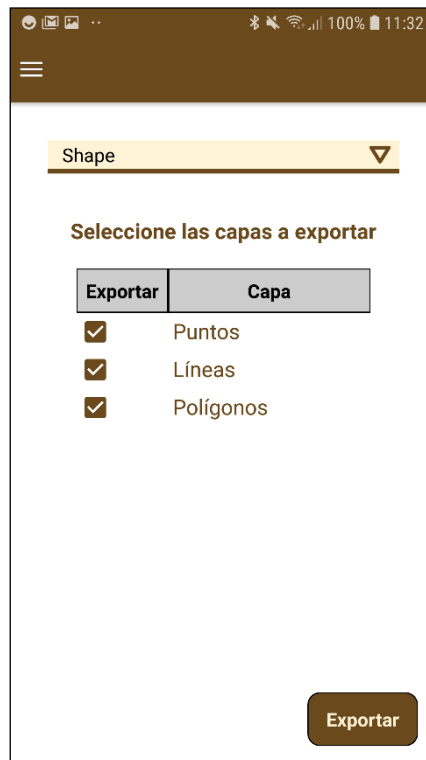 100% 11:32
Shape
Seleccione las capas a exportar
Exportar Capa
Puntos
Líneas
Polígonos
Exportar